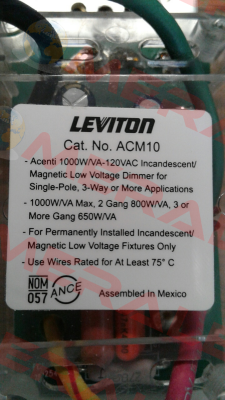 LEVITON
Cat. No. ACM10
- Acenti 1000W/VA-120VAC Incandescent/
Magnetic Low Voltage Dimmer for
Single-Pole, 3-Way or More Applications
- 1000W/VA Max, 2 Gang 800W/VA, 3 or
More Gang 650W/VA
- For Permanently Installed Incandescent/
Magnetic Low Voltage Fixtures Only
- Use Wires Rated for At Least 75° C
NOM
057
ANCE
Assembled In Mexico